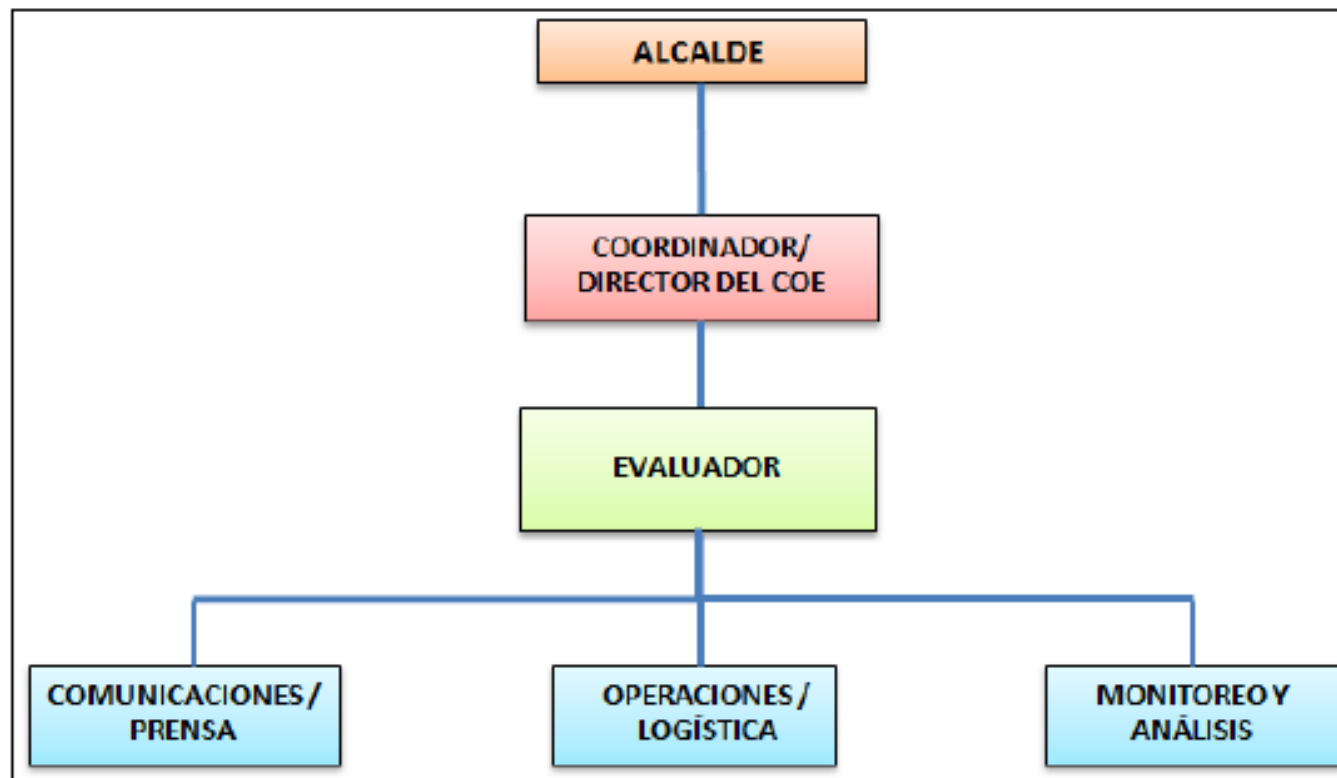 ALCALDE
COORDINADOR/
DIRECTOR DEL COE
EVALUADOR
COMUNICACIONES /
PRENSA
OPERACIONES /
LOGÍSTICA
MONITOREO Y
ANÁLISIS